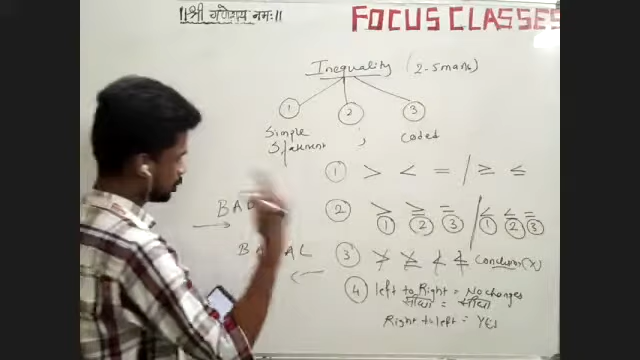 ||श्री गणेशाय नमः||
FOCUS CLASSES
Inequality (2-5 marks)
1 2 3
Simple Statement ; Coded
1 > < = / ≥ ≤
2 > ≥ = / < ≤ =
1 2 3 1 2 3
3 ≯ ≱ ≮ ≰ Conclusion (X)
4 left to Right = No changes
सीधा = सीधा
Right to left = YES
BA
B A AL